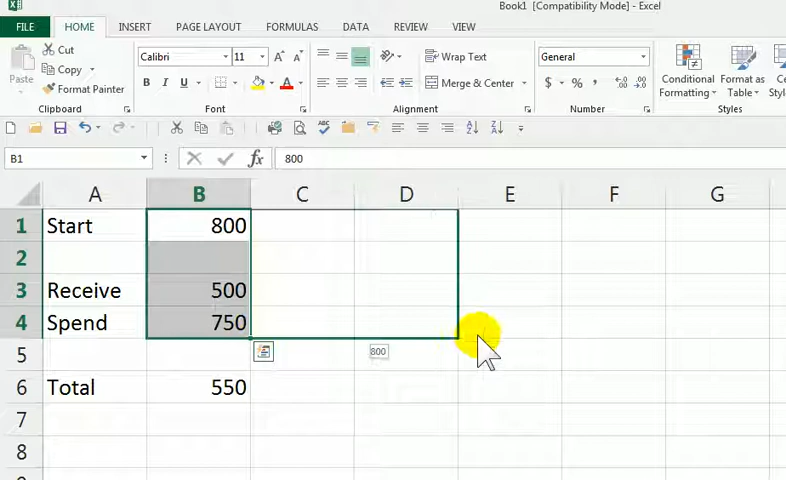 Book1 [Compatibility Mode] - Excel
FILE HOME INSERT PAGE LAYOUT FORMULAS DATA REVIEW VIEW
Paste
Cut
Copy
Format Painter
Clipboard
Calibri 11 A A
B I U A
Font
Wrap Text
Merge & Center
Alignment
General
$ % ,
Number
Conditional Formatting
Format as Table
Styles
B1 fx 800
A B C D E F G
1 Start 800
2
3 Receive 500
4 Spend 750
5 800
6 Total 550
7
8